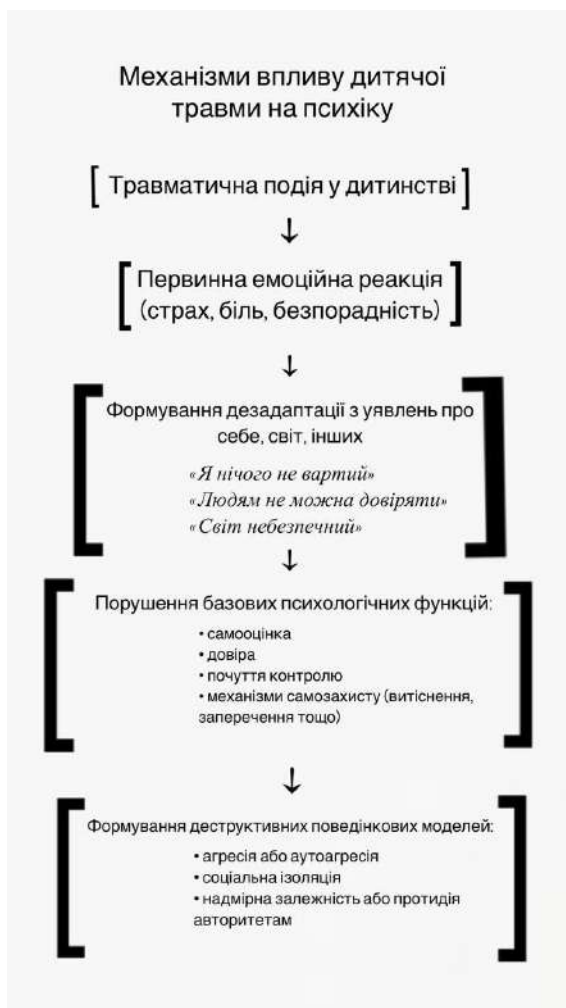 Механізми впливу дитячої
травми на психіку
[ Травматична подія у дитинстві ]
↓
[ Первинна емоційна реакція
(страх, біль, безпорадність) ]
↓
[ Формування дезадаптації з уявлень про
себе, світ, інших
«Я нічого не вартий»
«Людям не можна довіряти»
«Світ небезпечний» ]
↓
[ Порушення базових психологічних функцій:
• самооцінка
• довіра
• почуття контролю
• механізми самозахисту (витіснення,
заперечення тощо) ]
↓
[ Формування деструктивних поведінкових моделей:
• агресія або аутоагресія
• соціальна ізоляція
• надмірна залежність або протидія
авторитетам ]